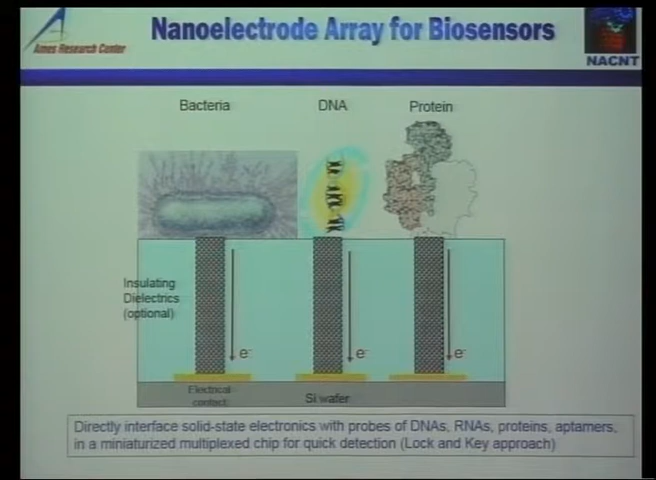 Nanoelectrode Array for Biosensors
Ames Research Center
NACNT
Bacteria
DNA
Protein
Insulating
Dielectrics
(optional)
e⁻
e⁻
e⁻
Electrical
contact
Si wafer
Directly interface solid-state electronics with probes of DNAs, RNAs, proteins, aptamers,
in a miniaturized multiplexed chip for quick detection (Lock and Key approach)